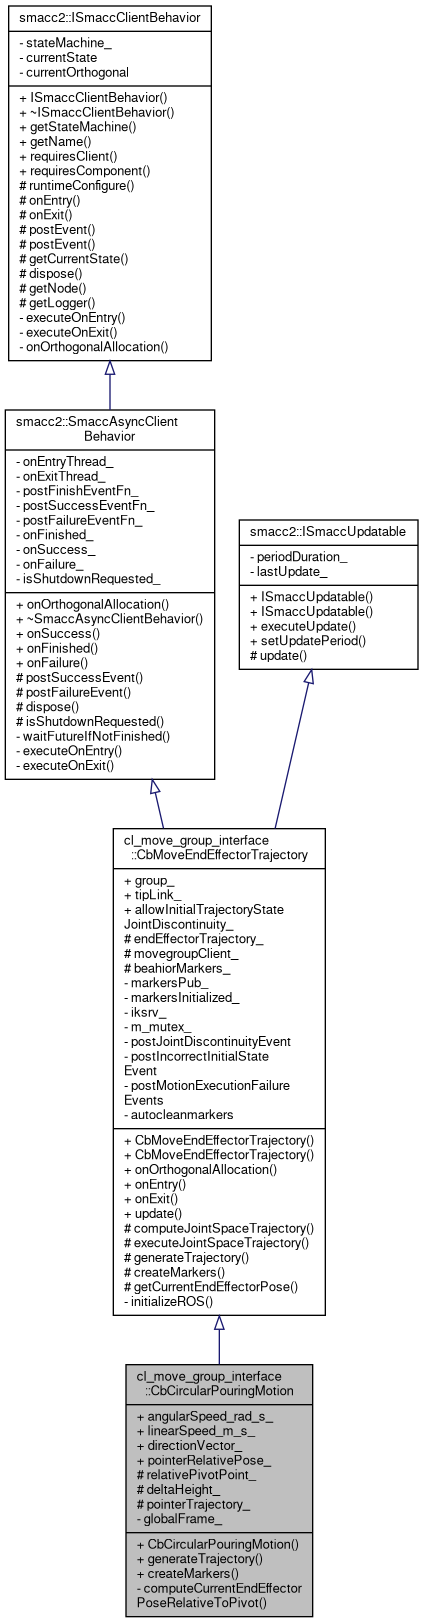 smacc2::ISmaccClientBehavior
- stateMachine_
- currentState
- currentOrthogonal
+ ISmaccClientBehavior()
+ ~ISmaccClientBehavior()
+ getStateMachine()
+ getName()
+ requiresClient()
+ requiresComponent()
# runtimeConfigure()
# onEntry()
# onExit()
# postEvent()
# postEvent()
# getCurrentState()
# dispose()
# getNode()
# getLogger()
- executeOnEntry()
- executeOnExit()
- onOrthogonalAllocation()
smacc2::SmaccAsyncClient
Behavior
- onEntryThread_
- onExitThread_
- postFinishEventFn_
- postSuccessEventFn_
- postFailureEventFn_
- onFinished_
- onSuccess_
- onFailure_
- isShutdownRequested_
+ onOrthogonalAllocation()
+ ~SmaccAsyncClientBehavior()
+ onSuccess()
+ onFinished()
+ onFailure()
# postSuccessEvent()
# postFailureEvent()
# dispose()
# isShutdownRequested()
- waitFutureIfNotFinished()
- executeOnEntry()
- executeOnExit()
smacc2::ISmaccUpdatable
- periodDuration_
- lastUpdate_
+ ISmaccUpdatable()
+ ISmaccUpdatable()
+ executeUpdate()
+ setUpdatePeriod()
# update()
cl_move_group_interface
::CbMoveEndEffectorTrajectory
+ group_
+ tipLink_
+ allowInitialTrajectoryState
JointDiscontinuity_
# endEffectorTrajectory_
# movegroupClient_
# beahiorMarkers_
- markersPub_
- markersInitialized_
- iksrv_
- m_mutex_
- postJointDiscontinuityEvent
- postIncorrectInitialState
Event
- postMotionExecutionFailure
Events
- autocleanmarkers
+ CbMoveEndEffectorTrajectory()
+ CbMoveEndEffectorTrajectory()
+ onOrthogonalAllocation()
+ onEntry()
+ onExit()
+ update()
# computeJointSpaceTrajectory()
# executeJointSpaceTrajectory()
# generateTrajectory()
# createMarkers()
# getCurrentEndEffectorPose()
- initializeROS()
cl_move_group_interface
::CbCircularPouringMotion
+ angularSpeed_rad_s_
+ linearSpeed_m_s_
+ directionVector_
+ pointerRelativePose_
# relativePivotPoint_
# deltaHeight_
# pointerTrajectory_
- globalFrame_
+ CbCircularPouringMotion()
+ generateTrajectory()
+ createMarkers()
- computeCurrentEndEffector
PoseRelativeToPivot()